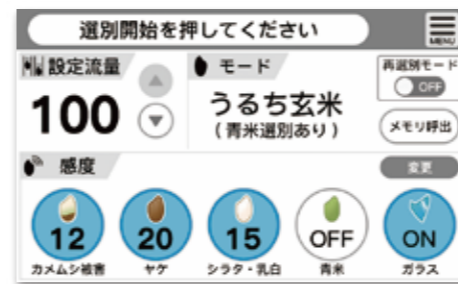 選別開始を押してください
MENU
設定流量
100
モード
うるち玄米
(青米選別あり)
再選別モード
OFF
メモリ呼出
感度
変更
12
20
15
OFF
ON
カメムシ被害
ヤケ
シラタ・乳白
青米
ガラス